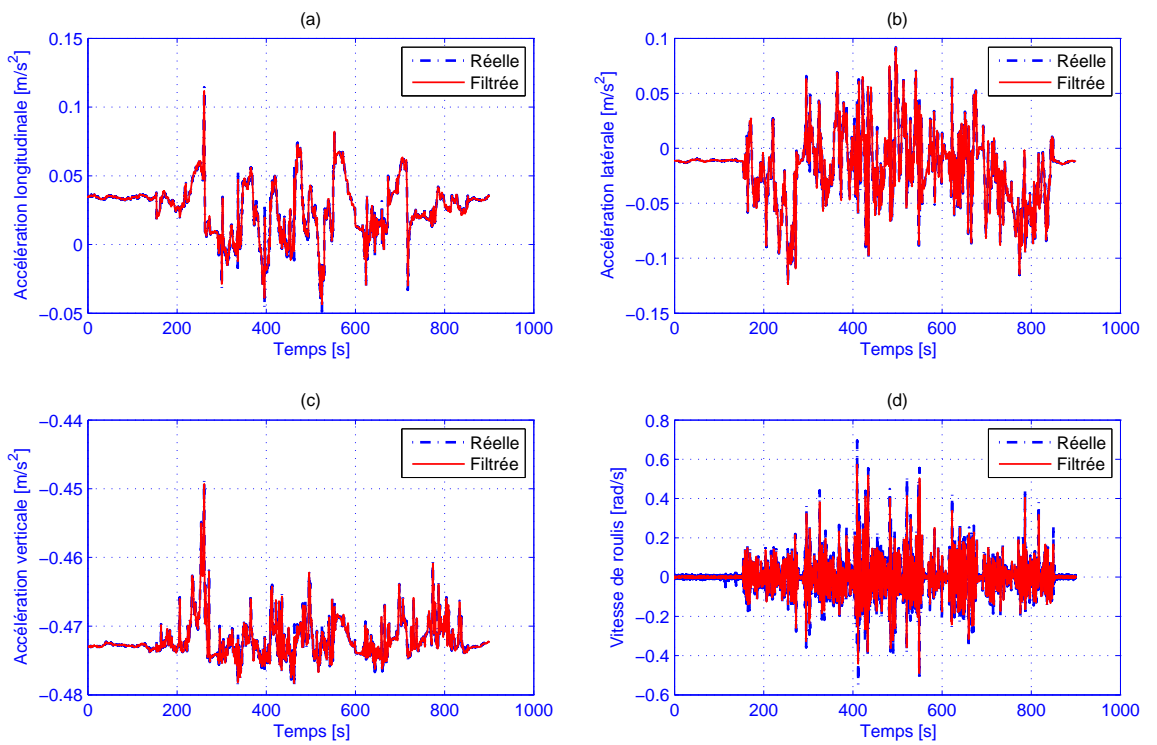 (a)
Accélération longitudinale [m/s²]
0.15
0.1
0.05
0
−0.05
0 200 400 600 800 1000
Temps [s]
Réelle
Filtrée
(b)
Accélération latérale [m/s²]
0.1
0.05
0
−0.05
−0.1
−0.15
0 200 400 600 800 1000
Temps [s]
Réelle
Filtrée
(c)
Accélération verticale [m/s²]
−0.44
−0.45
−0.46
−0.47
−0.48
0 200 400 600 800 1000
Temps [s]
Réelle
Filtrée
(d)
Vitesse de roulis [rad/s]
0.8
0.6
0.4
0.2
0
−0.2
−0.4
−0.6
0 200 400 600 800 1000
Temps [s]
Réelle
Filtrée